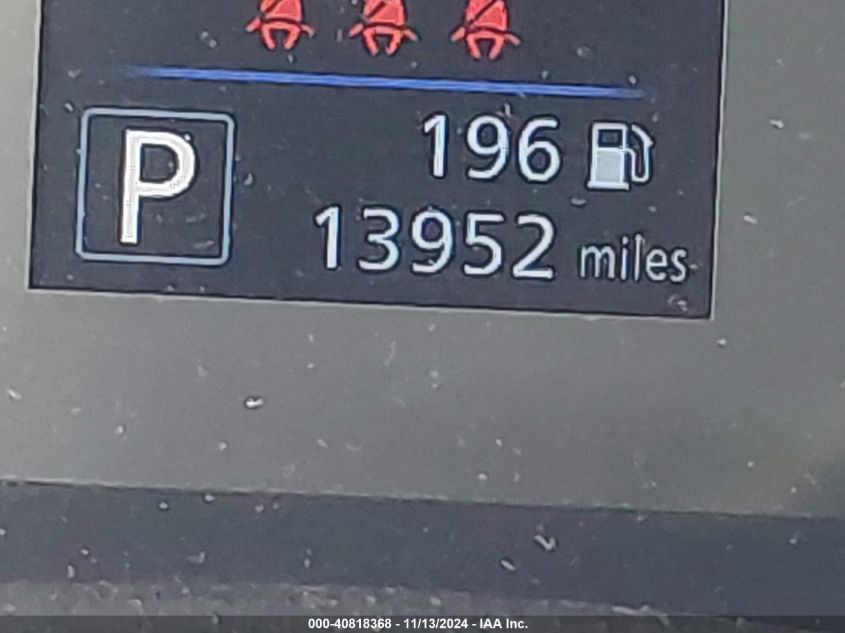 P
196
13952 miles
000-40818368 - 11/13/2024 - IAA Inc.